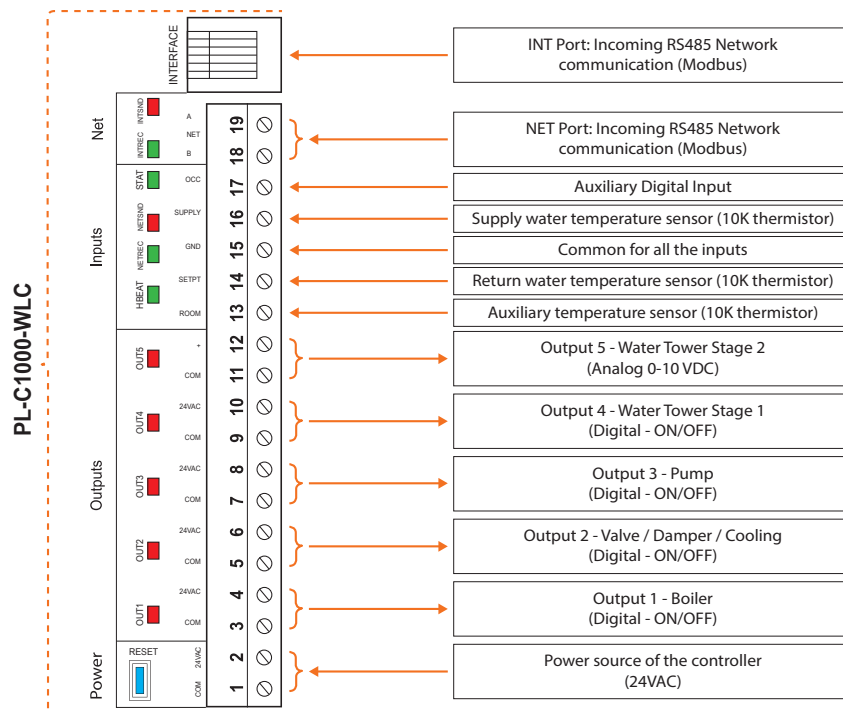 PL-C1000-WLC
INTERFACE
INT Port: Incoming RS485 Network
communication (Modbus)
Net
INTSND
INTREC
A
NET
B
19
18
NET Port: Incoming RS485 Network
communication (Modbus)
Inputs
STAT
OCC
17
Auxiliary Digital Input
NETSND
SUPPLY
16
Supply water temperature sensor (10K thermistor)
NETREC
GND
15
Common for all the inputs
HBEAT
SETPT
14
Return water temperature sensor (10K thermistor)
ROOM
13
Auxiliary temperature sensor (10K thermistor)
Outputs
OUT5
+
COM
12
11
Output 5 - Water Tower Stage 2
(Analog 0-10 VDC)
OUT4
24VAC
COM
10
9
Output 4 - Water Tower Stage 1
(Digital - ON/OFF)
OUT3
24VAC
COM
8
7
Output 3 - Pump
(Digital - ON/OFF)
OUT2
24VAC
COM
6
5
Output 2 - Valve / Damper / Cooling
(Digital - ON/OFF)
OUT1
24VAC
COM
4
3
Output 1 - Boiler
(Digital - ON/OFF)
Power
RESET
24VAC
COM
2
1
Power source of the controller
(24VAC)